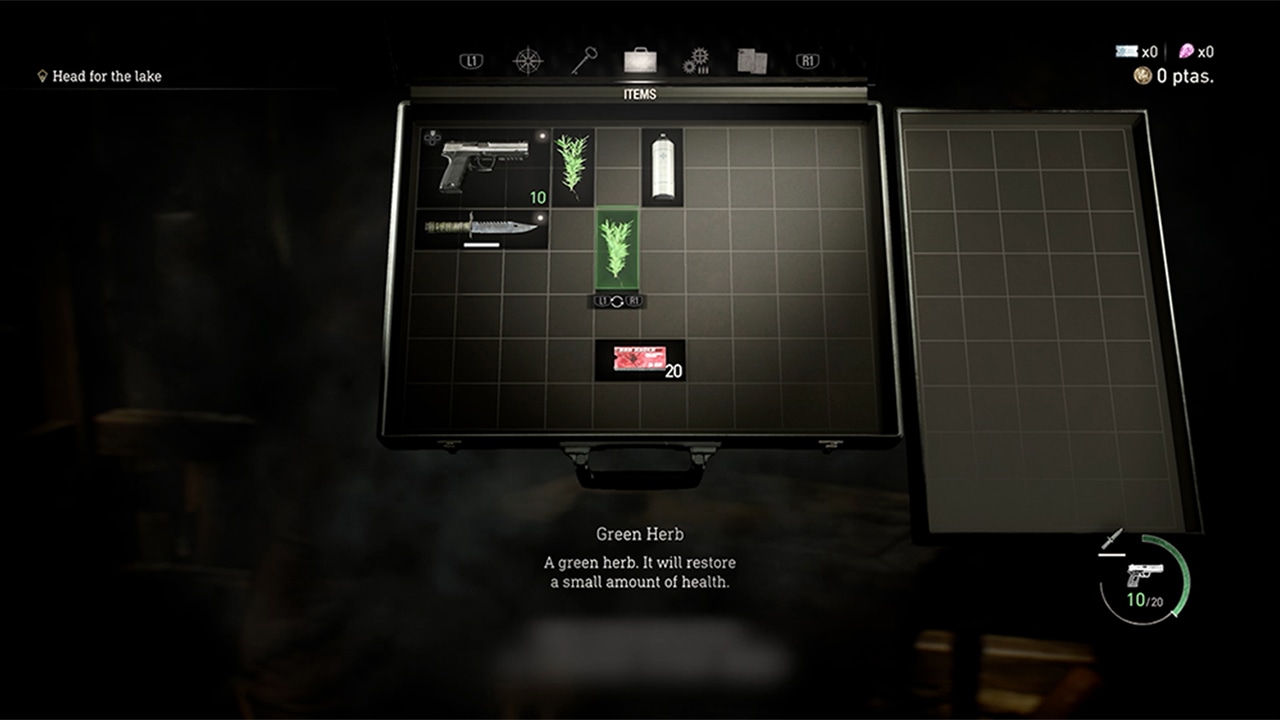 Head for the lake
L1
R1
x0
x0
0 ptas.
ITEMS
10
L1
R1
20
Green Herb
A green herb. It will restore
a small amount of health.
10/20